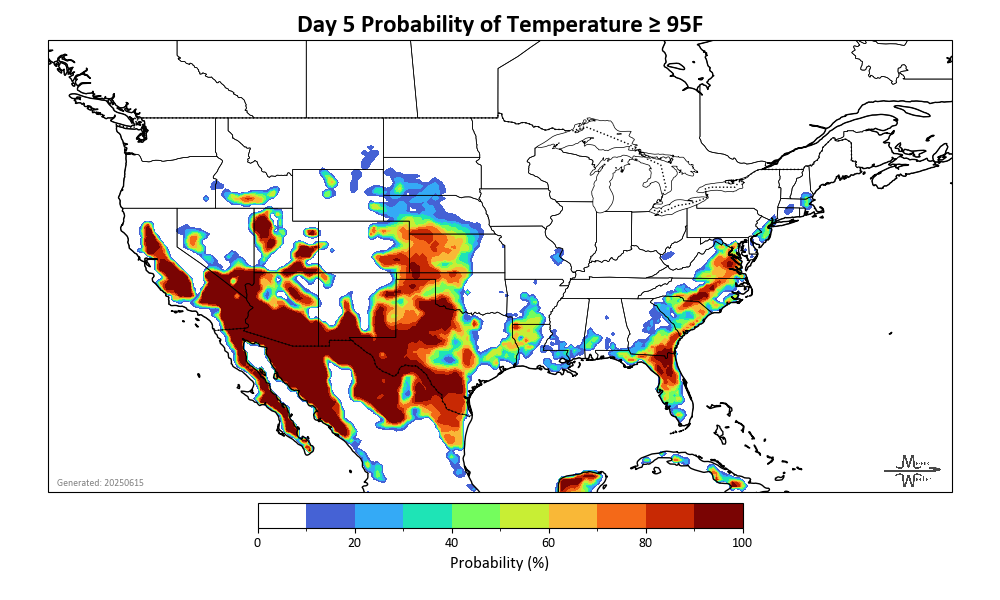 Day 5 Probability of Temperature ≥ 95F
Generated: 20250615
0 20 40 60 80 100
Probability (%)